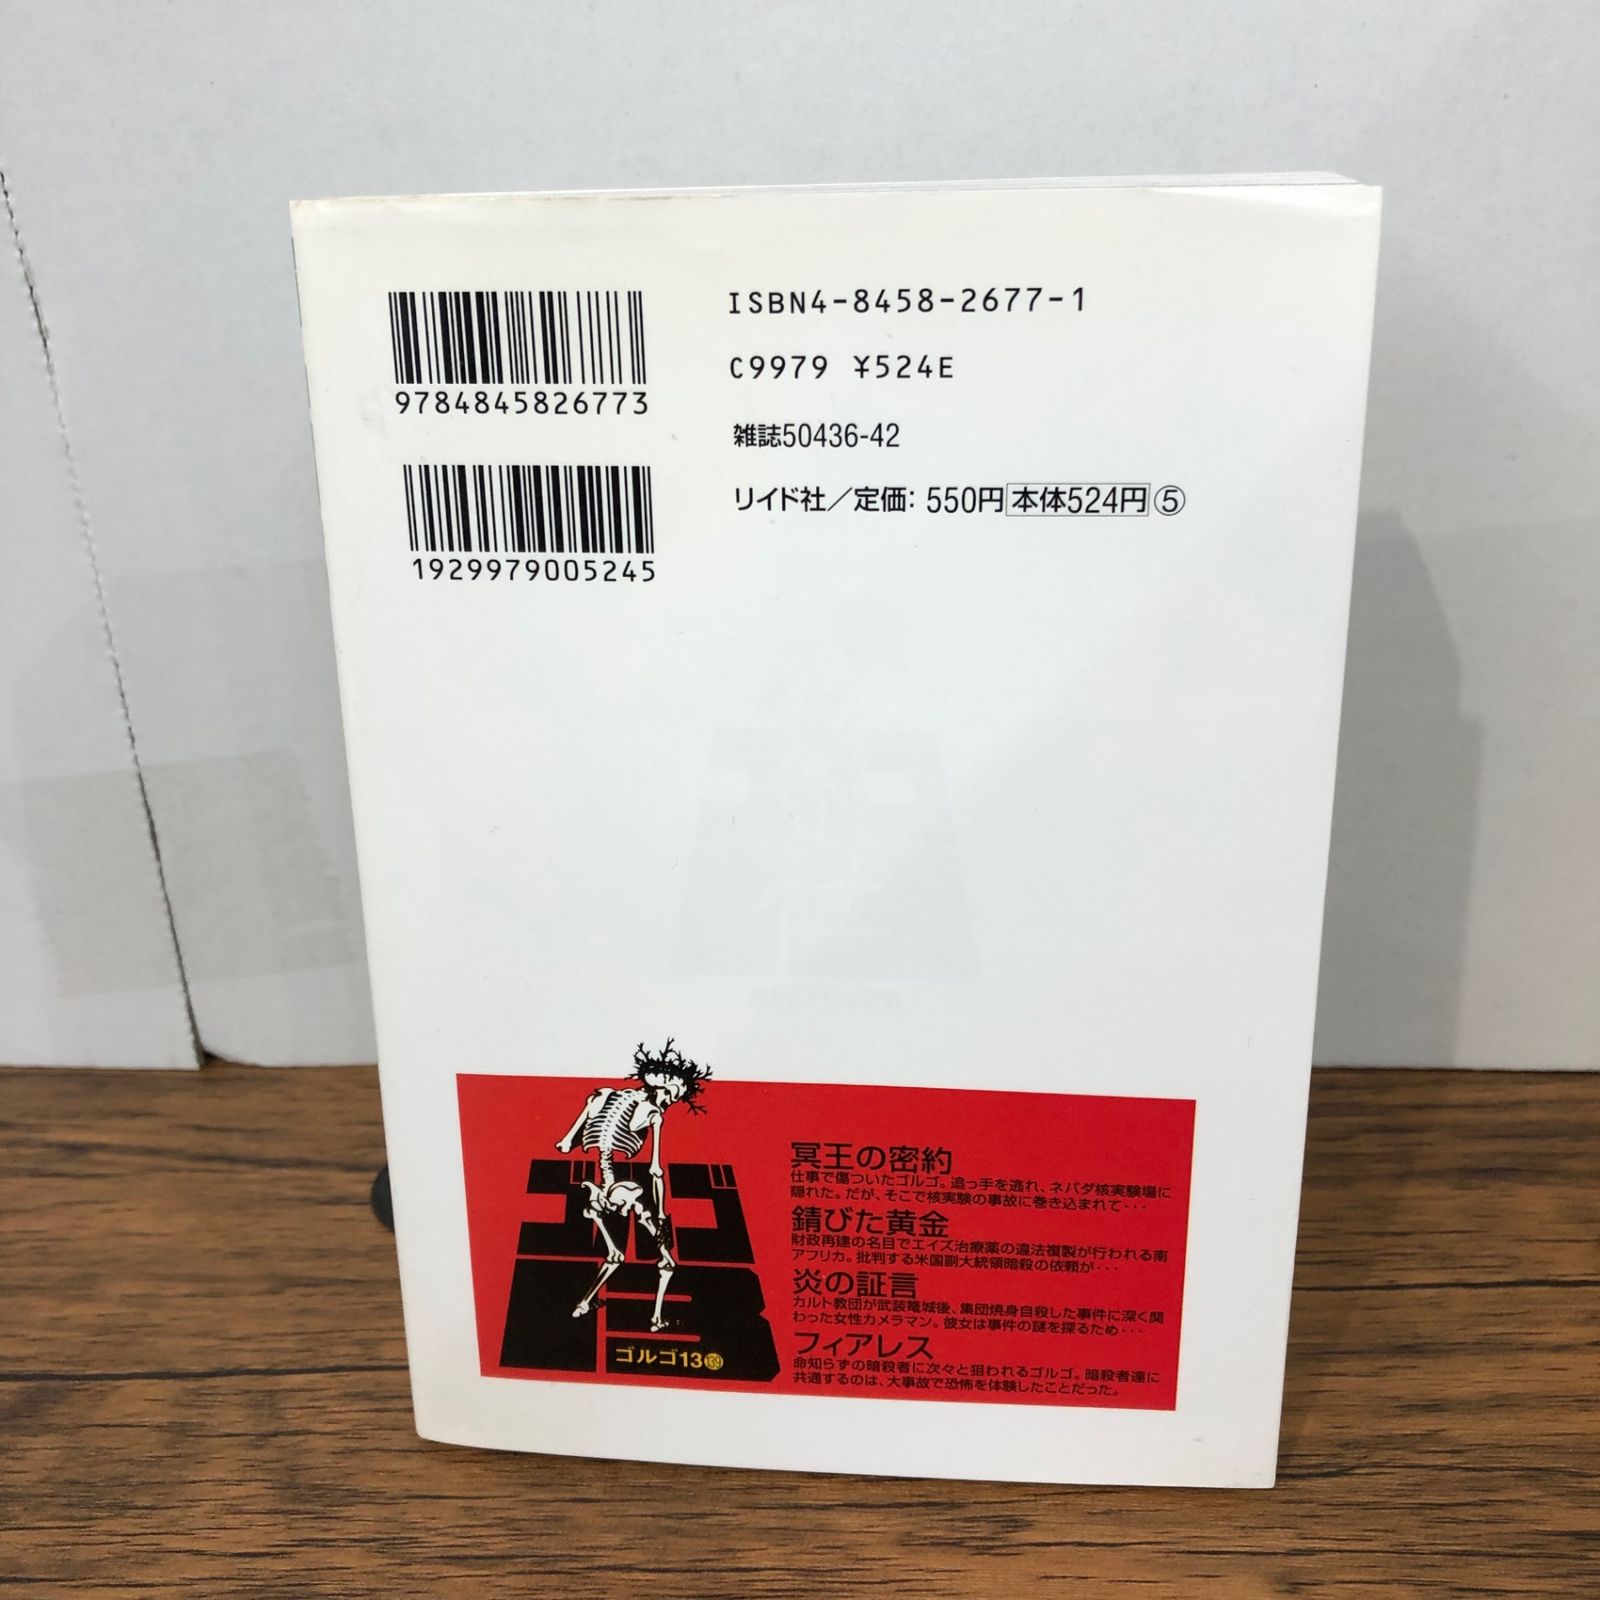 ISBN4-8458-2677-1
C9979 ¥524E
9784845826773
雑誌50436-42
リイド社／定価: 550円 本体524円 ⑤
1929979005245
冥王の密約
仕事で傷ついたゴルゴ。追っ手を逃れ、ネバダ核実験場に
隠れた。だが、そこで核実験の事故に巻き込まれて・・・
錆びた黄金
財政再建の名目でエイズ治療薬の違法複製が行われる南
アフリカ。批判する米国副大統領暗殺の依頼が・・・
炎の証言
カルト教団が武装篭城後、集団焼身自殺した事件に深く関
わった女性カメラマン。彼女は事件の謎を探るため・・・
フィアレス
命知らずの暗殺者に次々と狙われるゴルゴ。暗殺者達に
共通するのは、大事故で恐怖を体験したことだった。
ゴルゴ
13
ゴルゴ13 139